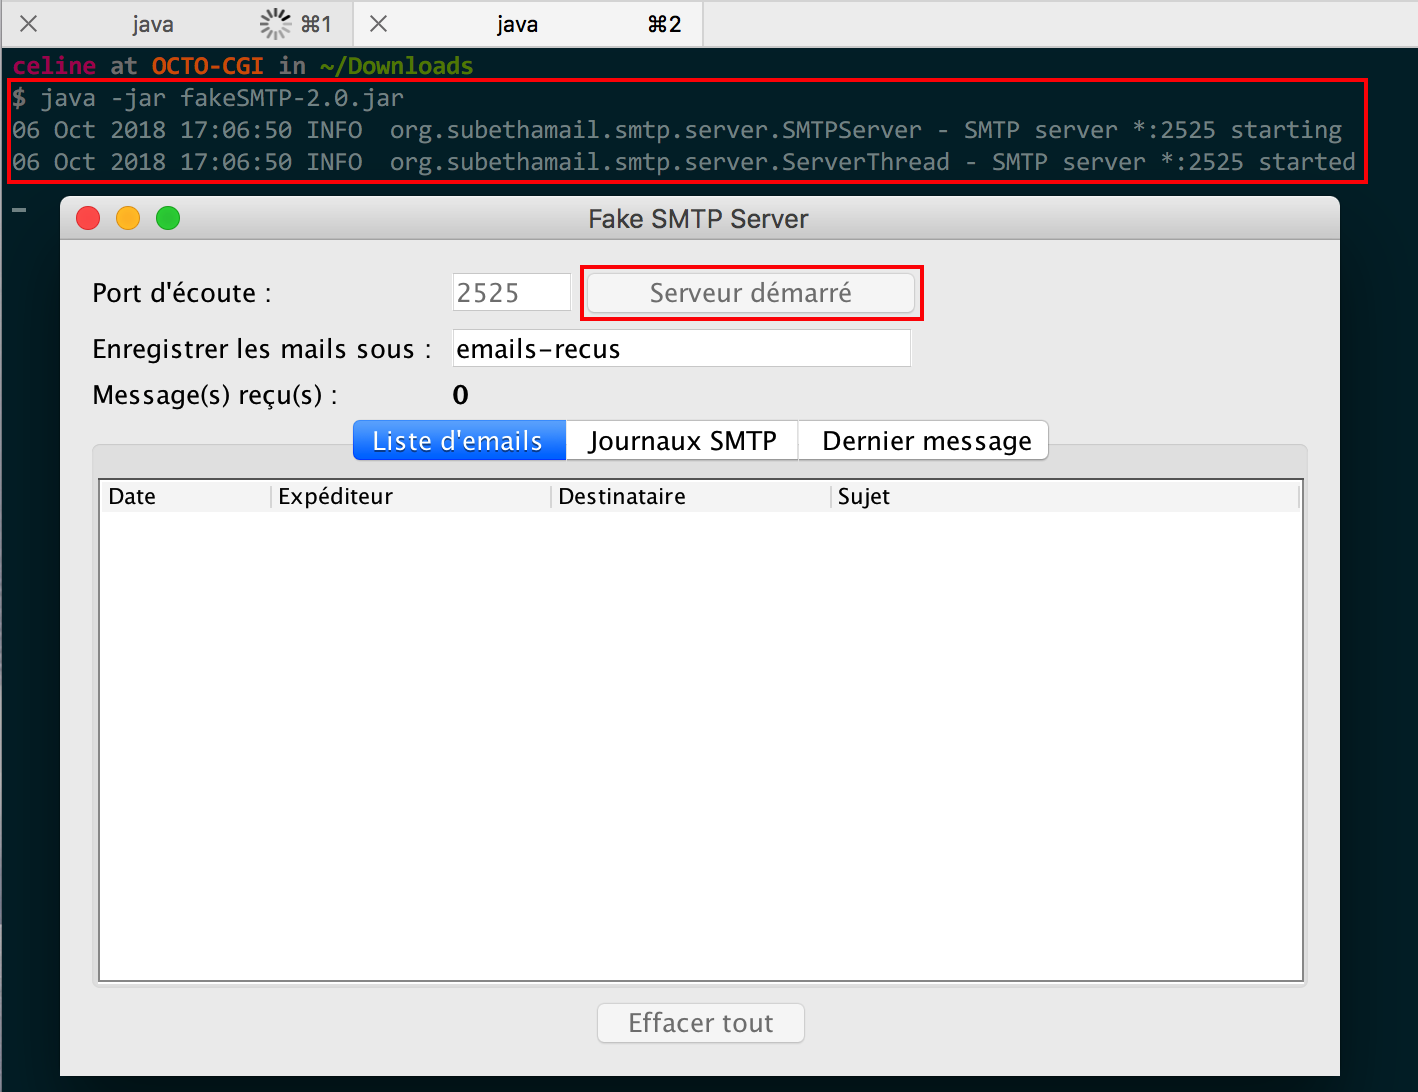 java ⌘1 java ⌘2
celine at OCTO-CGI in ~/Downloads
$ java -jar fakeSMTP-2.0.jar
06 Oct 2018 17:06:50 INFO  org.subethamail.smtp.server.SMTPServer - SMTP server *:2525 starting
06 Oct 2018 17:06:50 INFO  org.subethamail.smtp.server.ServerThread - SMTP server *:2525 started
Fake SMTP Server
Port d'écoute : 2525 Serveur démarré
Enregistrer les mails sous : emails-recus
Message(s) reçu(s) : 0
Liste d'emails Journaux SMTP Dernier message
Date Expéditeur Destinataire Sujet
Effacer tout